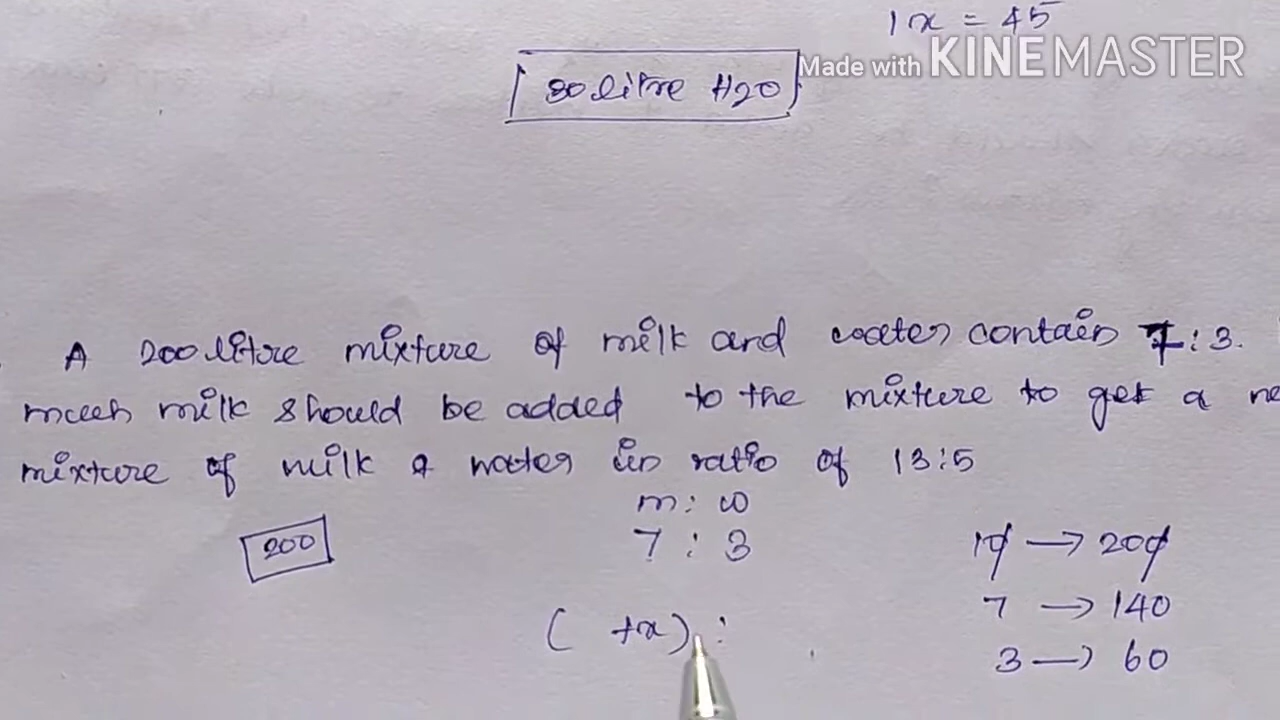 1x = 45
Made with KINEMASTER
30 litre H2O
A 200 litre mixture of milk and water contain 7 : 3.
much milk should be added to the mixture to get a ne
mixture of milk & water in ratio of 13:5
m : w
200
7 : 3
10 → 200
7 → 140
( +x) :
3 → 60